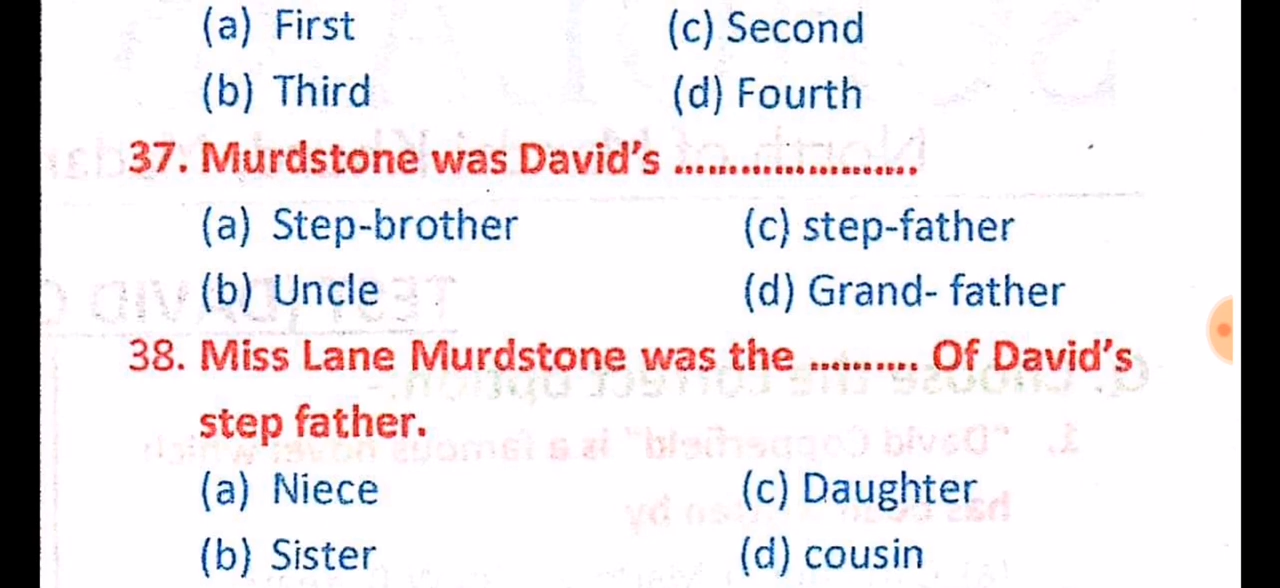 (a) First (c) Second
(b) Third (d) Fourth
37. Murdstone was David's ........................
(a) Step-brother (c) step-father
(b) Uncle (d) Grand- father
38. Miss Lane Murdstone was the .......... Of David's
step father.
(a) Niece (c) Daughter
(b) Sister (d) cousin